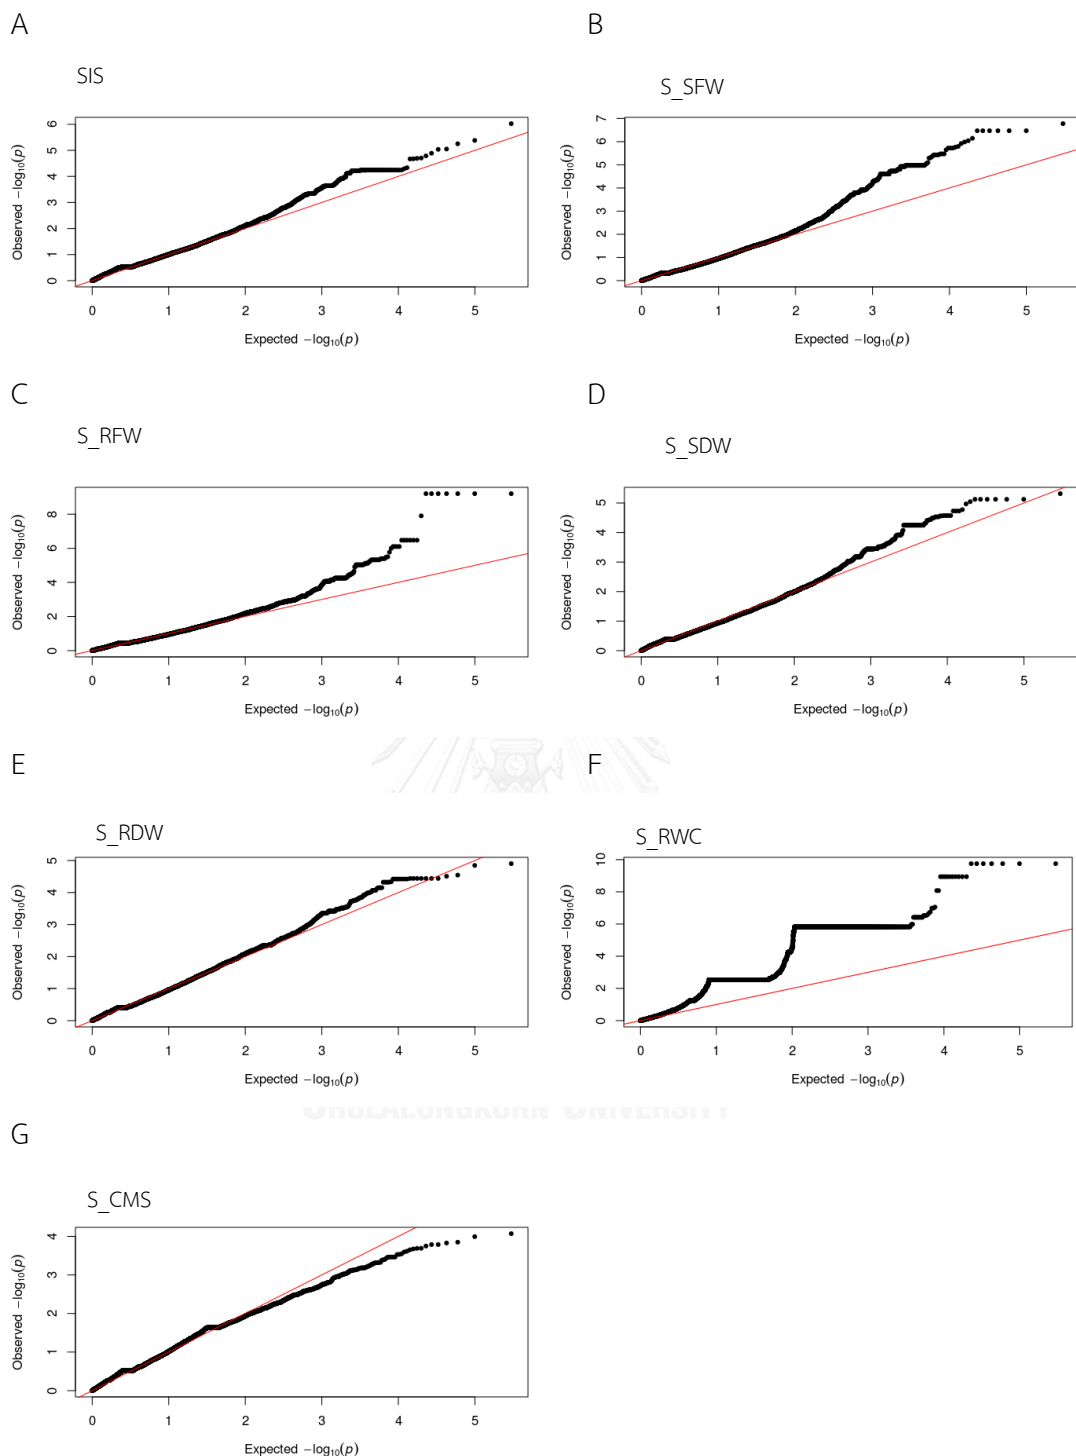 A
B
SIS
S_SFW
0 1 2 3 4 5 6
Observed −log10(p)
0 1 2 3 4 5
Expected −log10(p)
0 1 2 3 4 5 6 7
Observed −log10(p)
0 1 2 3 4 5
Expected −log10(p)
C
D
S_RFW
S_SDW
0 2 4 6 8
Observed −log10(p)
0 1 2 3 4 5
Expected −log10(p)
0 1 2 3 4 5
Observed −log10(p)
0 1 2 3 4 5
Expected −log10(p)
E
F
S_RDW
S_RWC
0 1 2 3 4 5
Observed −log10(p)
0 1 2 3 4 5
Expected −log10(p)
0 2 4 6 8 10
Observed −log10(p)
0 1 2 3 4 5
Expected −log10(p)
CHULALONGKORN UNIVERSITY
G
S_CMS
0 1 2 3 4
Observed −log10(p)
0 1 2 3 4 5
Expected −log10(p)